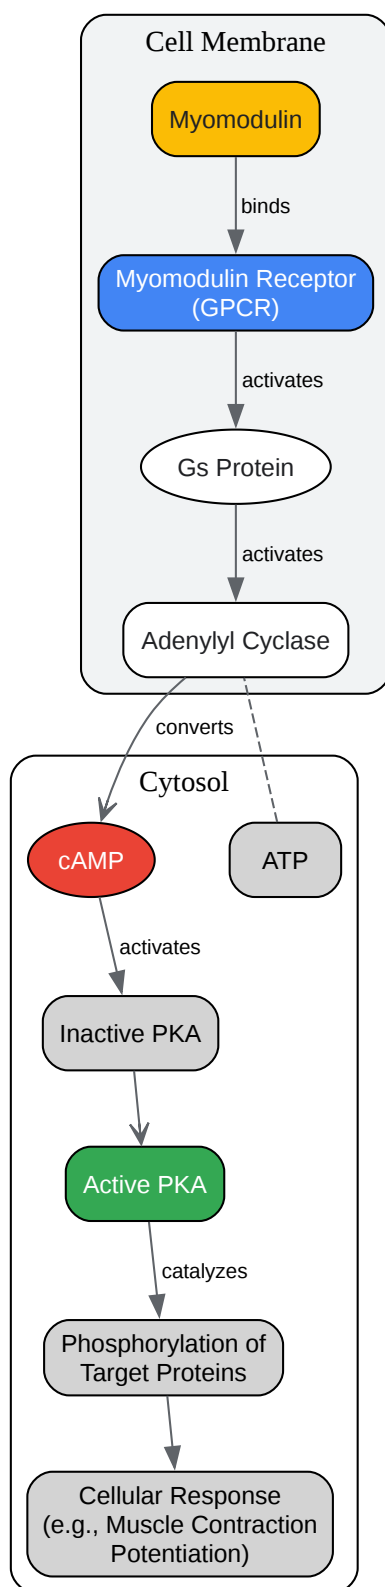 Cell Membrane
Myomodulin
binds
Myomodulin Receptor
(GPCR)
activates
Gs Protein
activates
Adenylyl Cyclase
converts
Cytosol
cAMP
ATP
activates
Inactive PKA
Active PKA
catalyzes
Phosphorylation of
Target Proteins
Cellular Response
(e.g., Muscle Contraction
Potentiation)